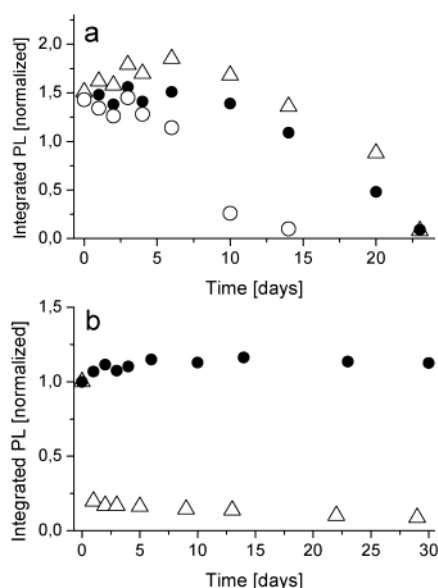 a
Integrated PL [normalized]
2,0
1,5
1,0
0,5
0,0
0 5 10 15 20
Time [days]
b
Integrated PL [normalized]
1,5
1,0
0,5
0,0
0 5 10 15 20 25 30
Time [days]